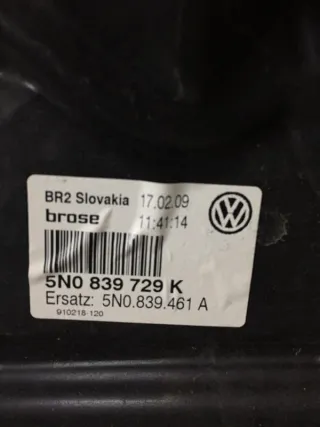 BR2 Slovakia 17.02.09
brose 11:41:14
5N0 839 729 K
Ersatz: 5N0.839.461 A
910218-120